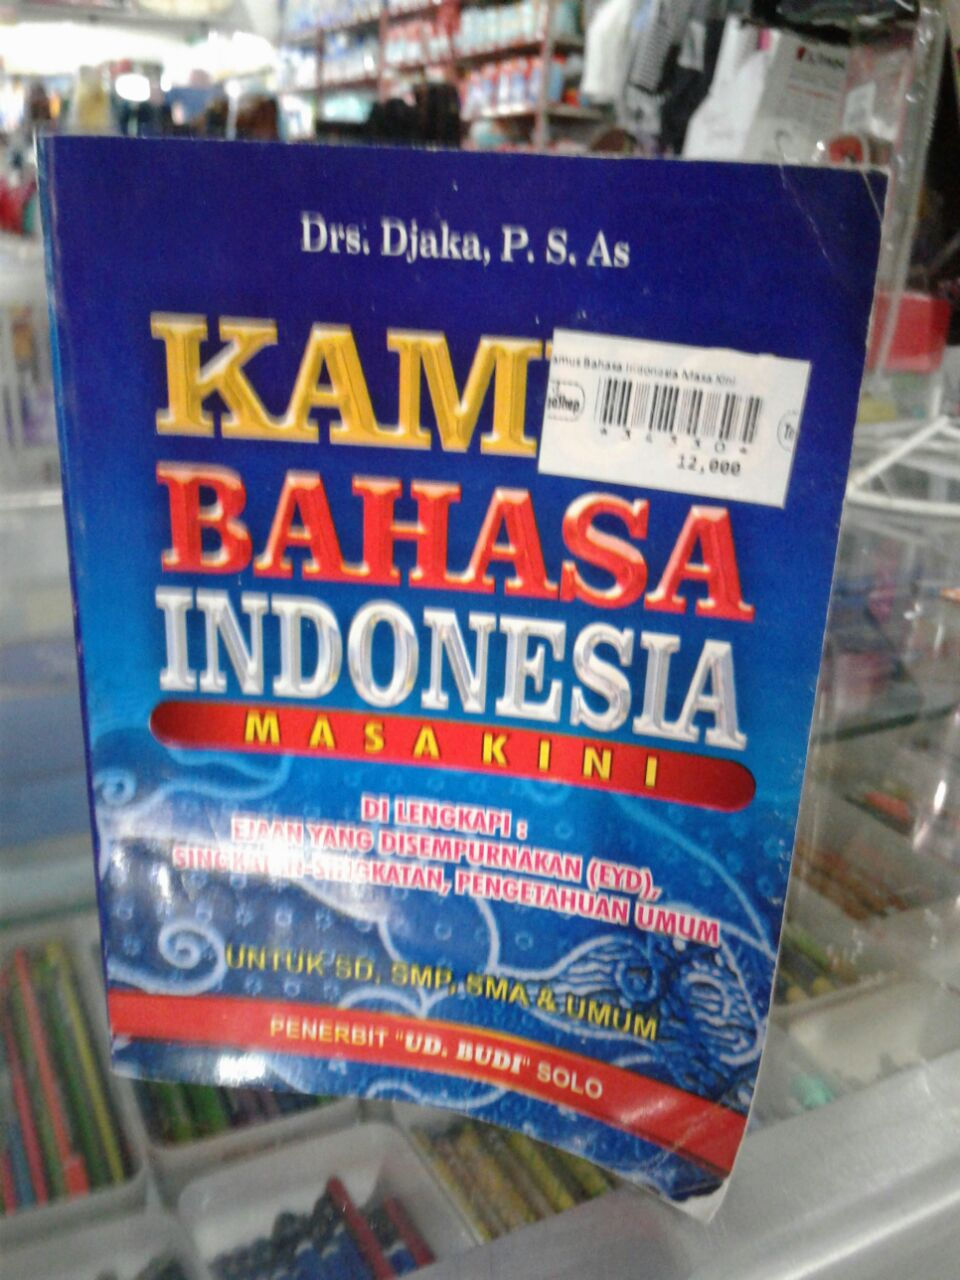 Drs. Djaka, P. S. As
KAM
amus Bahasa Indonesia Masa Kini
12,000
BAHASA
INDONESIA
MASA KINI
DI LENGKAPI :
EJAAN YANG DISEMPURNAKAN (EYD),
SINGKATAN-SINGKATAN, PENGETAHUAN UMUM
UNTUK SD, SMP, SMA & UMUM
PENERBIT "UD. BUDI" SOLO